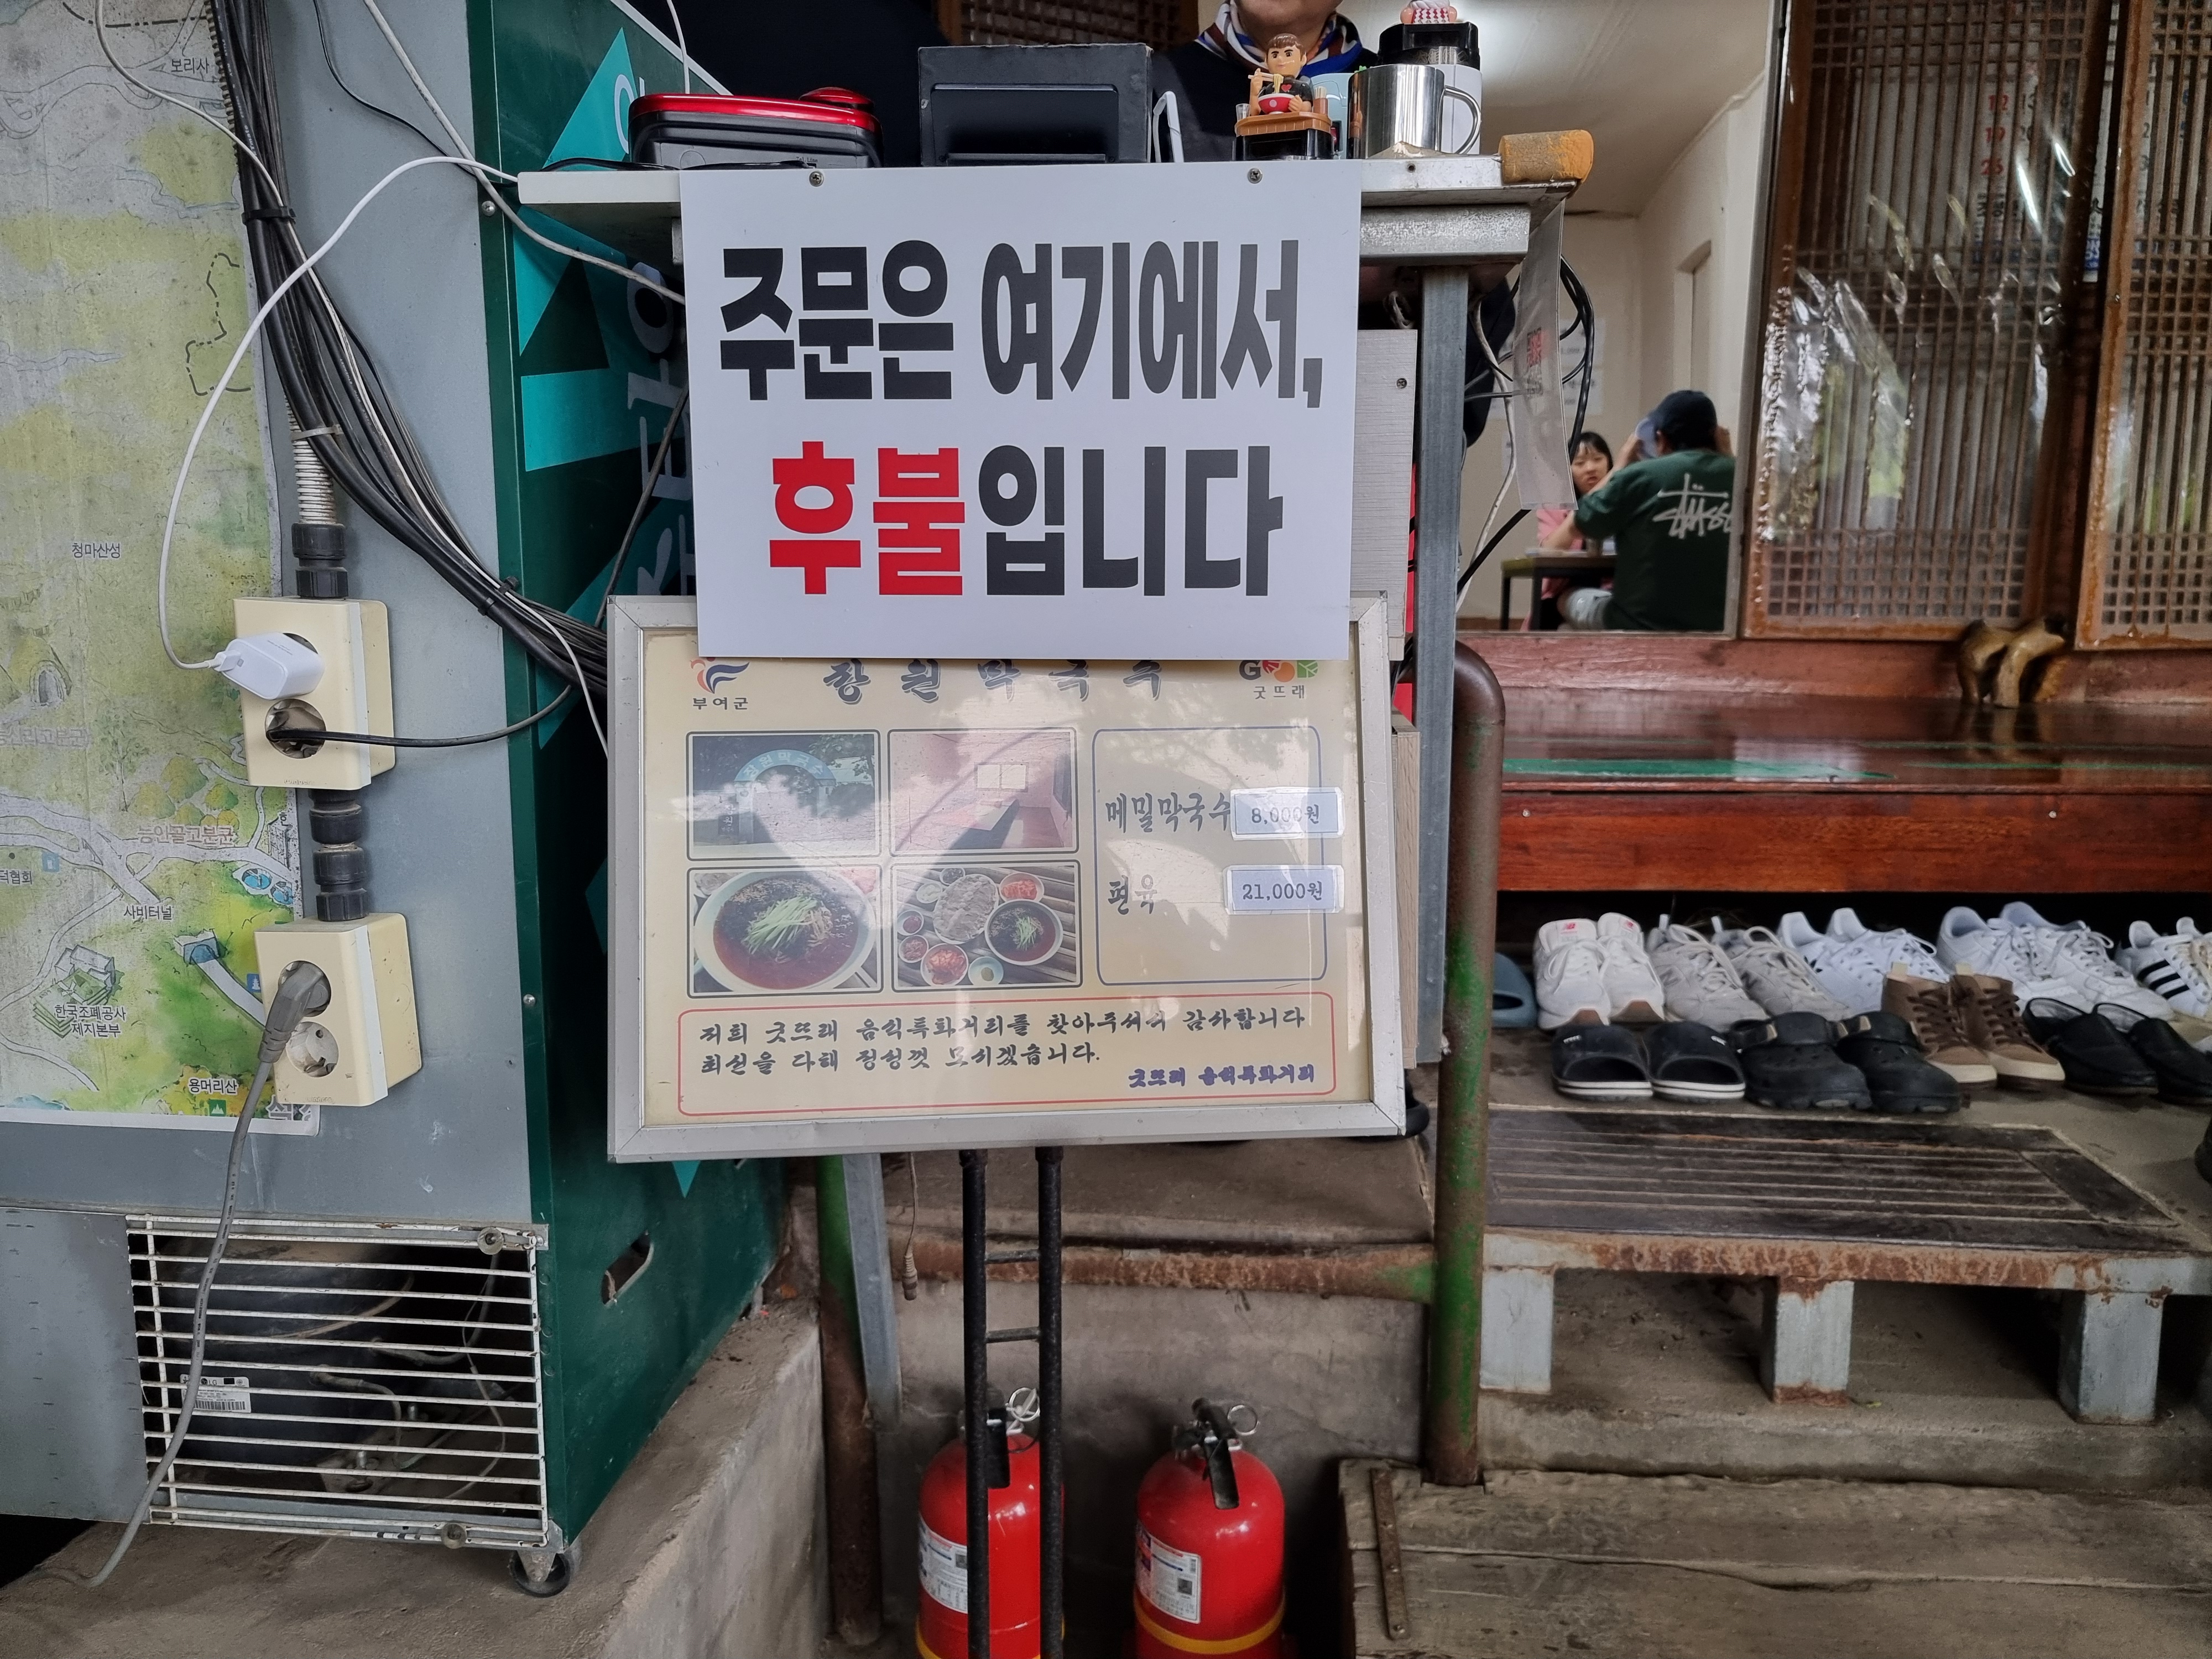 주문은 여기에서,
후불입니다
부여군
창원막국수
굿뜨래
메밀막국수 8,000원
편육 21,000원
저희 굿뜨래 음식특화거리를 찾아주셔서 감사합니다
최선을 다해 정성껏 모시겠습니다.
굿뜨래 음식특화거리
보리사
청마산성
능안골고분군
덕협회
사비터널
한국조폐공사
제지본부
용머리산